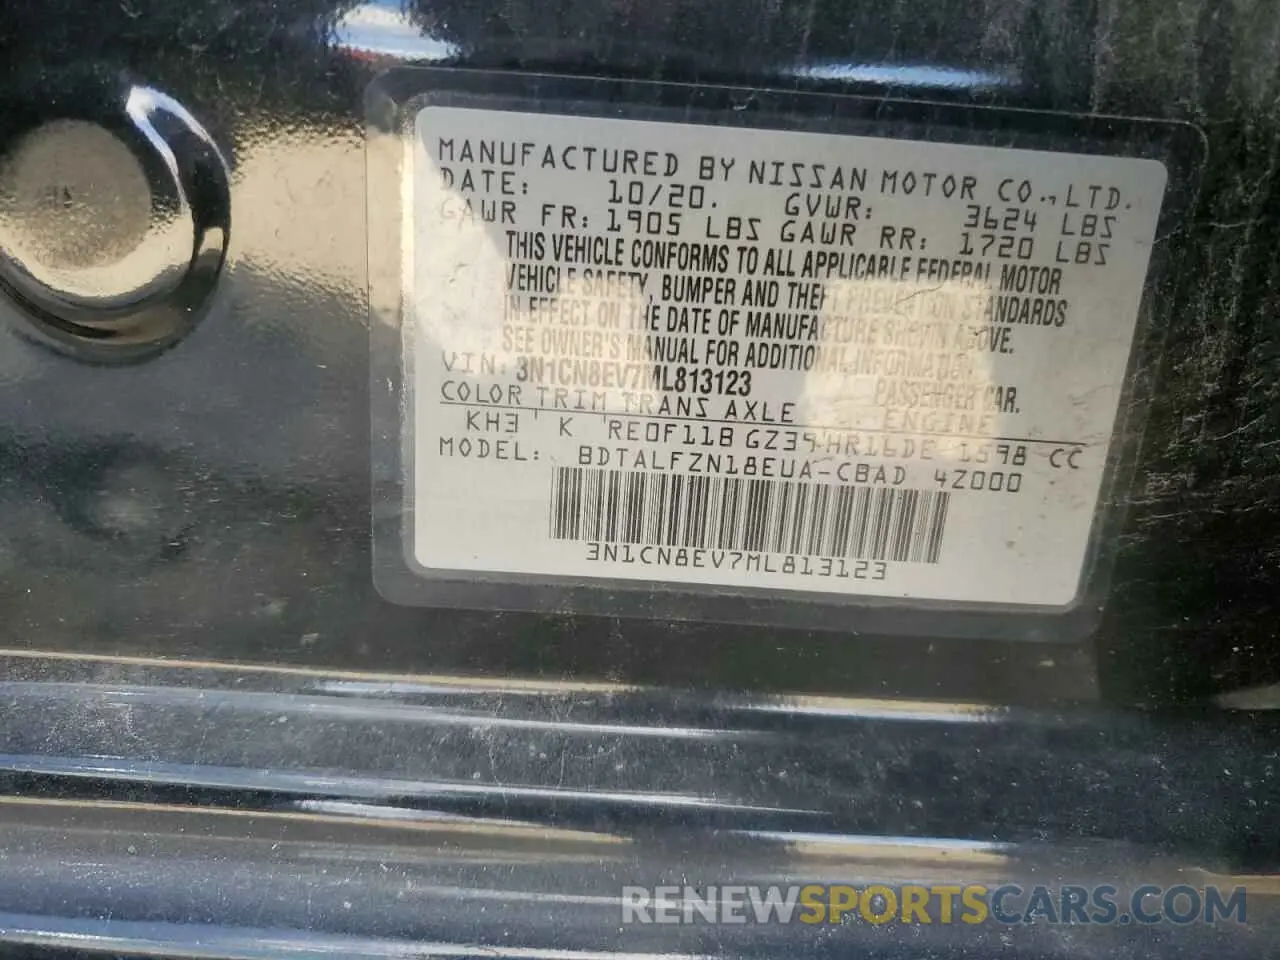 MANUFACTURED BY NISSAN MOTOR CO., LTD.
DATE: 10/20. GVWR: 3624 LBS
GAWR FR: 1905 LBS GAWR RR: 1720 LBS
THIS VEHICLE CONFORMS TO ALL APPLICABLE FEDERAL MOTOR
VEHICLE SAFETY, BUMPER AND THEFT PREVENTION STANDARDS
IN EFFECT ON THE DATE OF MANUFACTURE SHOWN ABOVE.
SEE OWNER'S MANUAL FOR ADDITIONAL INFORMATION.
VIN: 3N1CN8EV7ML813123 PASSENGER CAR.
COLOR TRIM TRANS AXLE ENGINE
KH3 K RE0F11B GZ39 HR16DE 1598 CC
MODEL: BDTALFZN18EUA-CBAD 4Z000
3N1CN8EV7ML813123
RENEWSPORTSCARS.COM